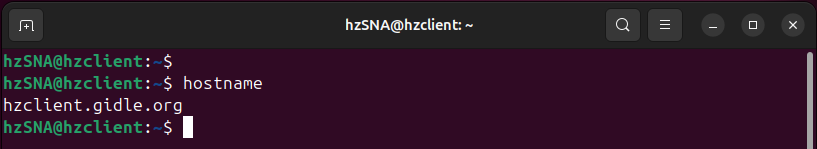 hzSNA@hzclient: ~
hzSNA@hzclient:~$
hzSNA@hzclient:~$ hostname
hzclient.gidle.org
hzSNA@hzclient:~$